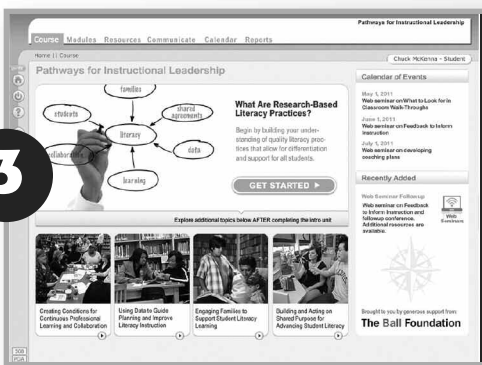 Pathways for Instructional Leadership
Course Modules Resources Communicate Calendar Reports
Home || Course
Chuck McKenna - Student
Pathways for Instructional Leadership
families
students
shared
agreements
literacy
data
collaboration
learning
What Are Research-Based
Literacy Practices?
Begin by building your under-
standing of quality literacy prac-
tices that allow for differentiation
and support for all students.
GET STARTED
Explore additional topics below AFTER completing the intro unit
Creating Conditions for
Continuous Professional
Learning and Collaboration
Using Data to Guide
Planning and Improve
Literacy Instruction
Engaging Families to
Support Student Literacy
Learning
Building and Acting on
Shared Purpose for
Advancing Student Literacy
Calendar of Events
May 1, 2011
Web seminar on What to Look for in
Classroom Walk-Throughs
June 1, 2011
Web seminar on Feedback to Inform
Instruction
July 1, 2011
Web seminar on developing
coaching plans
Recently Added
Web Seminar Followup
Web seminar on Feedback
to Inform Instruction and
followup conference.
Additional resources are
available.
Web
Seminars
Brought to you by generous support from:
The Ball Foundation
3
508